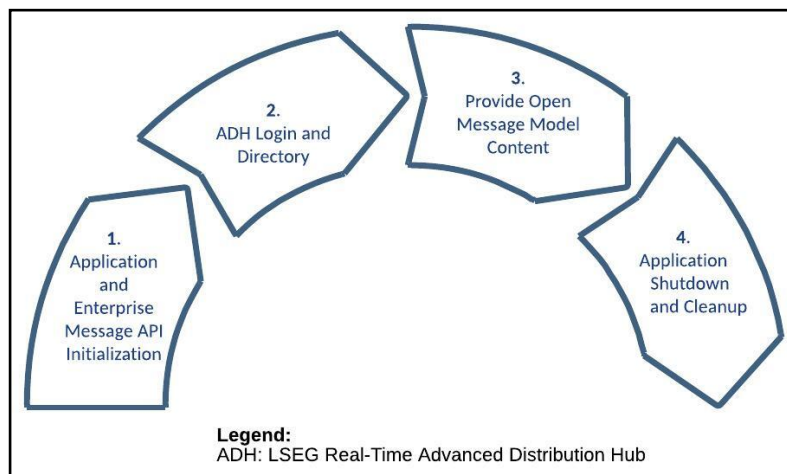 1.
Application
and
Enterprise
Message API
Initialization
2.
ADH Login and
Directory
3.
Provide Open
Message Model
Content
4.
Application
Shutdown
and Cleanup
Legend:
ADH: LSEG Real-Time Advanced Distribution Hub